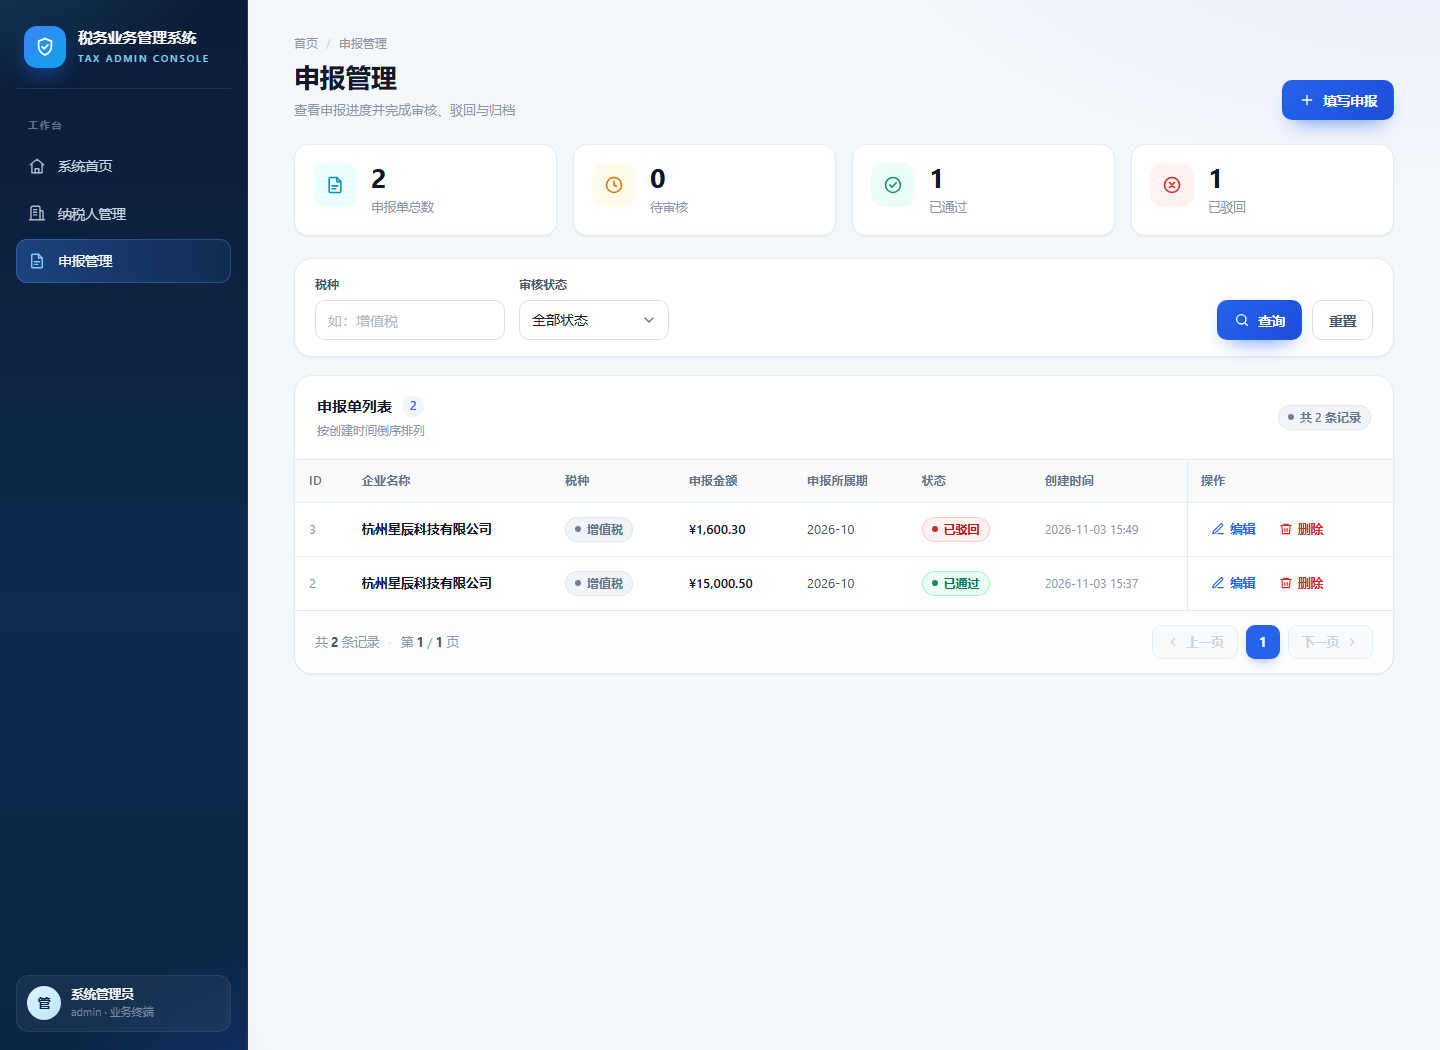 税务业务管理系统
TAX ADMIN CONSOLE
工作台
系统首页
纳税人管理
申报管理
管
系统管理员
admin · 业务终端
首页 / 申报管理
申报管理
查看申报进度并完成审核、驳回与归档
填写申报
2
申报单总数
0
待审核
1
已通过
1
已驳回
税种
审核状态
如：增值税
全部状态
查询
重置
申报单列表 2
按创建时间倒序排列
共 2 条记录
ID 企业名称 税种 申报金额 申报所属期 状态 创建时间 操作
3 杭州星辰科技有限公司 增值税 ¥1,600.30 2026-10 已驳回 2026-11-03 15:49 编辑 删除
2 杭州星辰科技有限公司 增值税 ¥15,000.50 2026-10 已通过 2026-11-03 15:37 编辑 删除
共 2 条记录 · 第 1 / 1 页
上一页 1 下一页